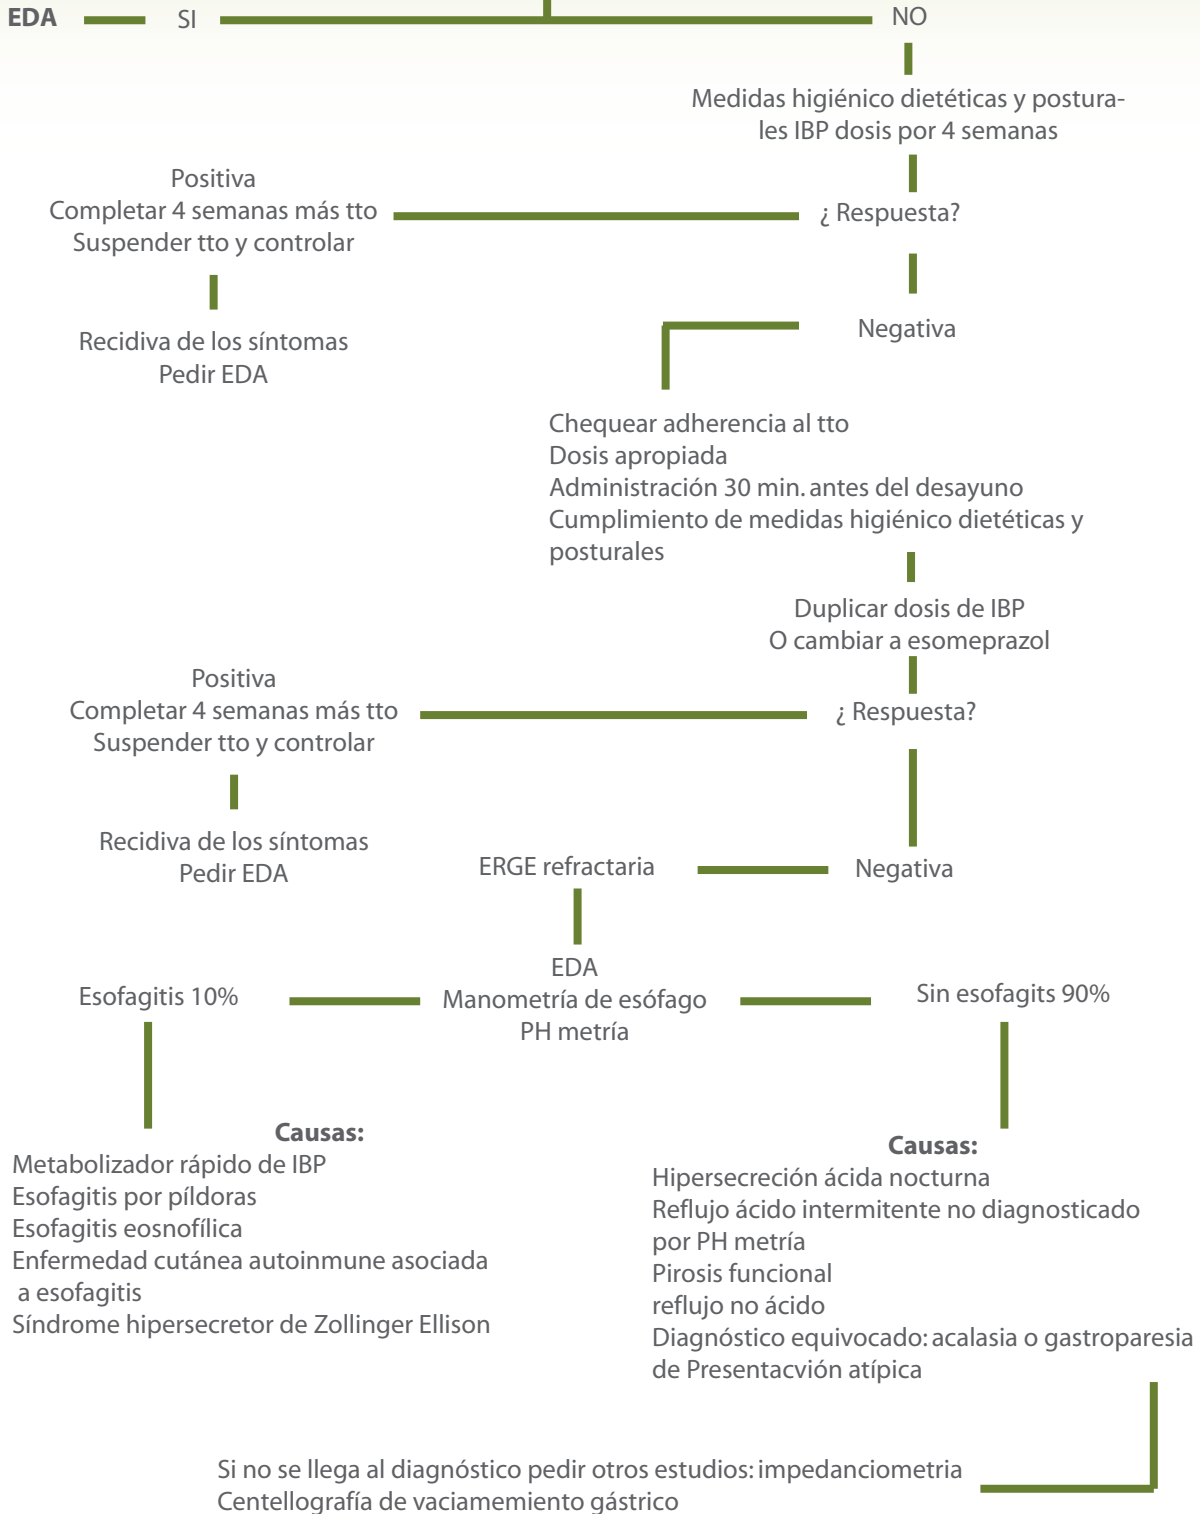 EDA SI NO
Medidas higiénico dietéticas y postura-
les IBP dosis por 4 semanas
¿ Respuesta?
Positiva
Completar 4 semanas más tto
Suspender tto y controlar
Recidiva de los síntomas
Pedir EDA
Negativa
Chequear adherencia al tto
Dosis apropiada
Administración 30 min. antes del desayuno
Cumplimiento de medidas higiénico dietéticas y
posturales
Duplicar dosis de IBP
O cambiar a esomeprazol
¿ Respuesta?
Positiva
Completar 4 semanas más tto
Suspender tto y controlar
Recidiva de los síntomas
Pedir EDA
Negativa
ERGE refractaria
EDA
Manometría de esófago
PH metría
Esofagitis 10%
Causas:
Metabolizador rápido de IBP
Esofagitis por píldoras
Esofagitis eosnofílica
Enfermedad cutánea autoinmune asociada
a esofagitis
Síndrome hipersecretor de Zollinger Ellison
Sin esofagits 90%
Causas:
Hipersecreción ácida nocturna
Reflujo ácido intermitente no diagnosticado
por PH metría
Pirosis funcional
reflujo no ácido
Diagnóstico equivocado: acalasia o gastroparesia
de Presentacvión atípica
Si no se llega al diagnóstico pedir otros estudios: impedanciometria
Centellografía de vaciamemiento gástrico